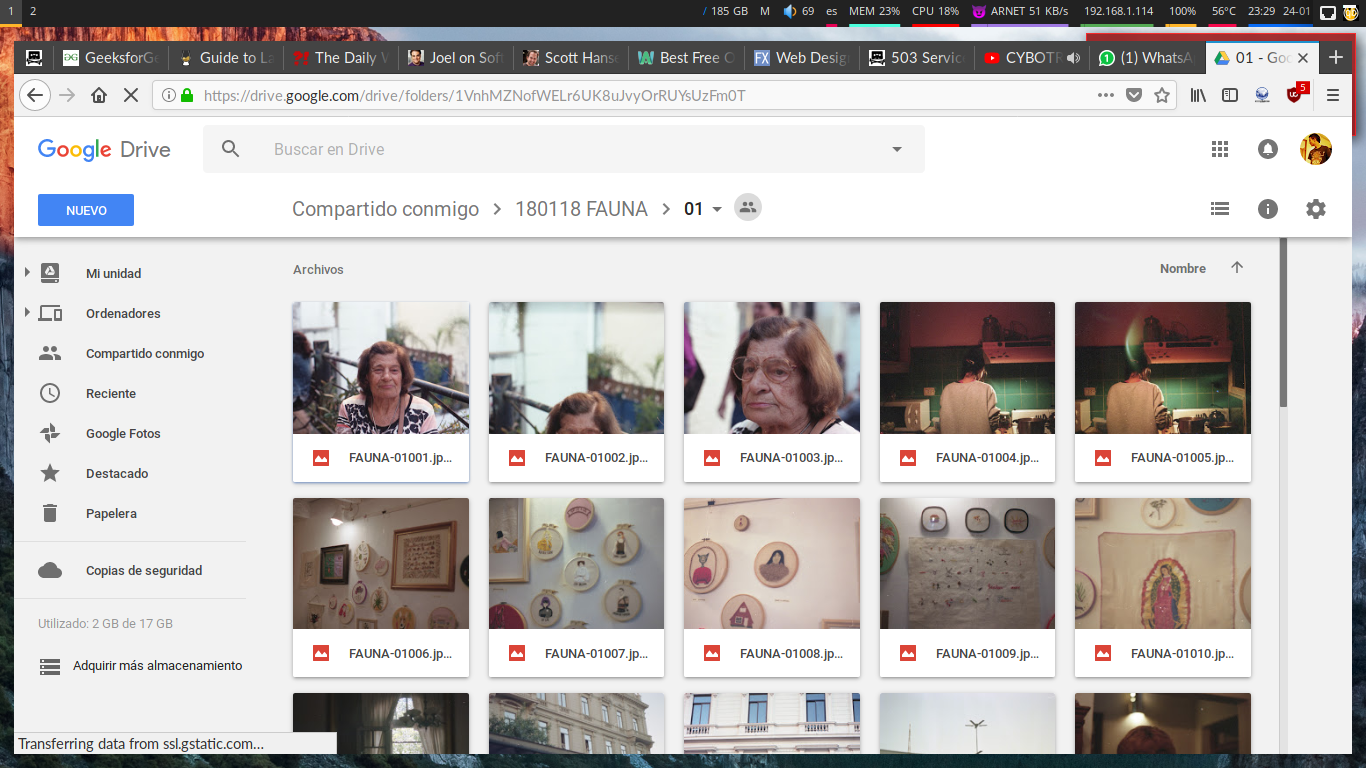 1 2 / 185 GB M 69 es MEM 23% CPU 18% ARNET 51 KB/s 192.168.1.114 100% 56°C 23:29 24-01
GeeksforGe Guide to La The Daily W Joel on Soft Scott Hanse Best Free O Web Desig 503 Servic CYBOTR (1) WhatsA 01 - Goo
https://drive.google.com/drive/folders/1VnhMZNofWELr6UK8uJvyOrRUYsUzFm0T 5
Google Drive Buscar en Drive
NUEVO Compartido conmigo 180118 FAUNA 01
Archivos Nombre
Mi unidad
Ordenadores
Compartido conmigo
Reciente
Google Fotos
Destacado
Papelera
Copias de seguridad
Utilizado: 2 GB de 17 GB
Adquirir más almacenamiento
FAUNA-01001.jp... FAUNA-01002.jp... FAUNA-01003.jp... FAUNA-01004.jp... FAUNA-01005.jp...
FAUNA-01006.jp... FAUNA-01007.jp... FAUNA-01008.jp... FAUNA-01009.jp... FAUNA-01010.jp...
Transferring data from ssl.gstatic.com...